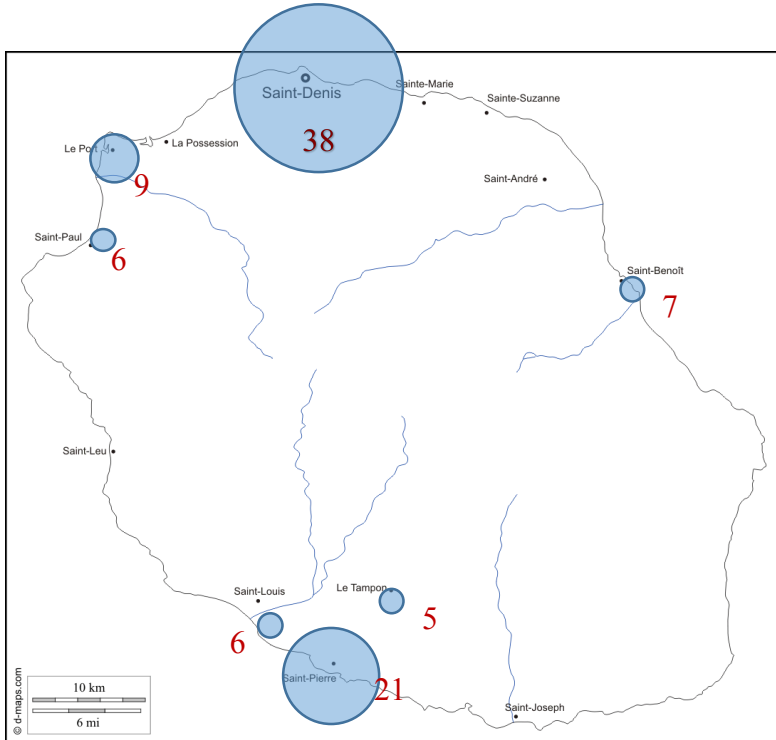 Saint-Denis
Sainte-Marie
Sainte-Suzanne
38
Le Port
La Possession
9
Saint-André
Saint-Paul
6
Saint-Benoît
7
Saint-Leu
Saint-Louis
Le Tampon
5
6
Saint-Pierre
21
Saint-Joseph
10 km
6 mi
© d-maps.com